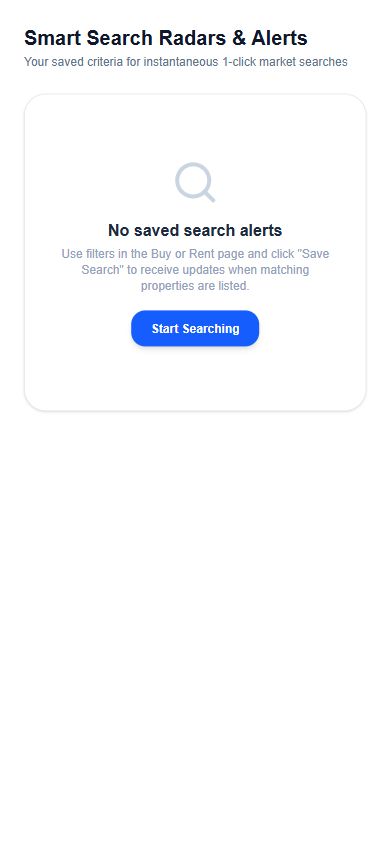 Smart Search Radars & Alerts
Your saved criteria for instantaneous 1-click market searches
No saved search alerts
Use filters in the Buy or Rent page and click "Save
Search" to receive updates when matching
properties are listed.
Start Searching